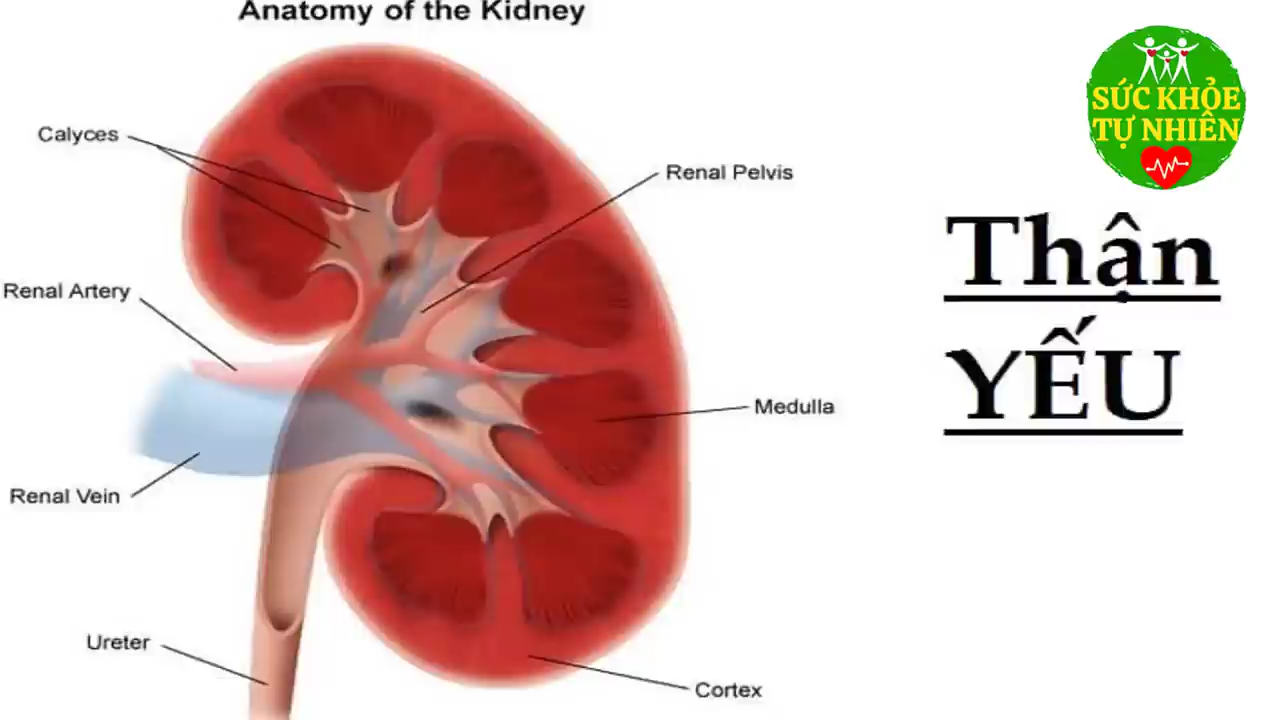 Anatomy of the Kidney
SỨC KHỎE
TỰ NHIÊN
Calyces
Renal Pelvis
Thận
YẾU
Renal Artery
Medulla
Renal Vein
Ureter
Cortex